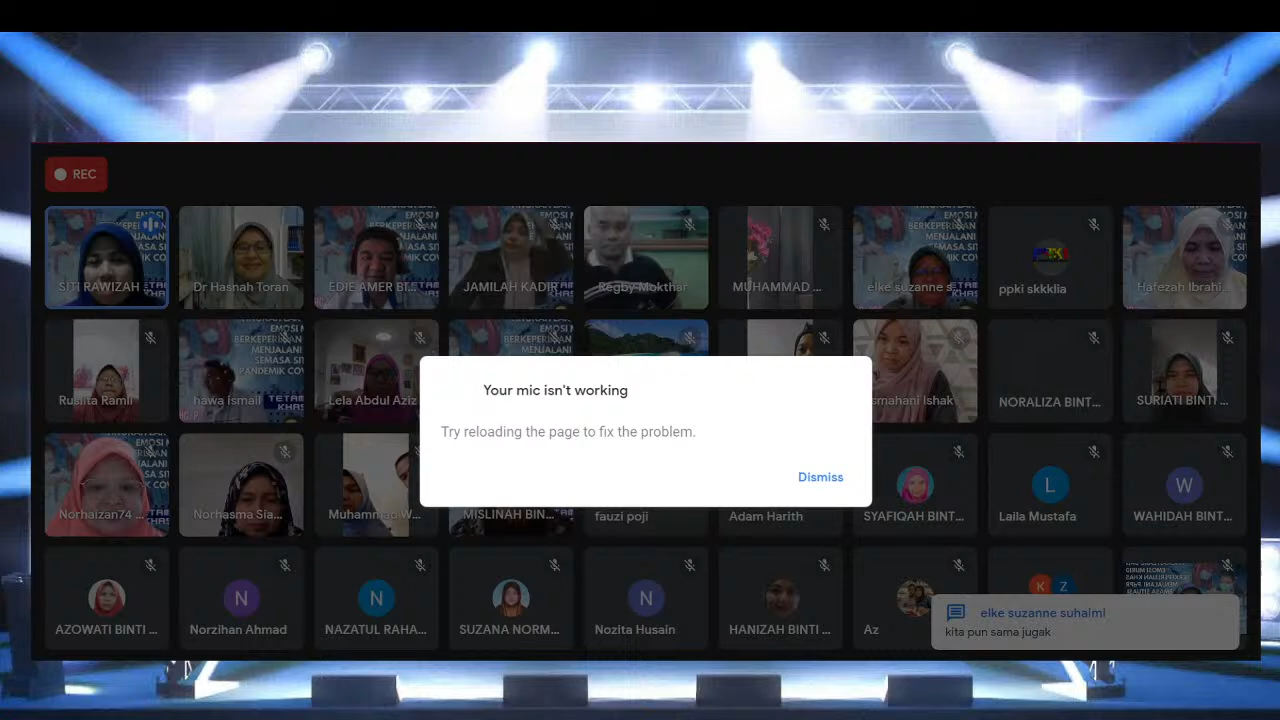 REC
SITI RAWIZAH
Dr Hasnah Toran
EDIE AMER BI...
JAMILAH KADIR
Regby Mokthar
MUHAMMAD ...
elke suzanne s...
ppki skkklia
Hafezah Ibrahi...
Ruslita Ramli
hawa Ismail
Lela Abdul Aziz
smahani Ishak
NORALIZA BINT...
SURIATI BINTI ...
Your mic isn't working
Try reloading the page to fix the problem.
Dismiss
Norhaizan74 ...
Norhasma Sia...
Muhammad W...
MISLINAH BIN...
fauzi poji
Adam Harith
SYAFIQAH BINT...
L
Laila Mustafa
W
WAHIDAH BINT...
AZOWATI BINTI ...
N
Norzihan Ahmad
N
NAZATUL RAHA...
SUZANA NORM...
N
Nozita Husain
HANIZAH BINTI ...
Az
K
Z
elke suzanne suhaimi
kita pun sama jugak